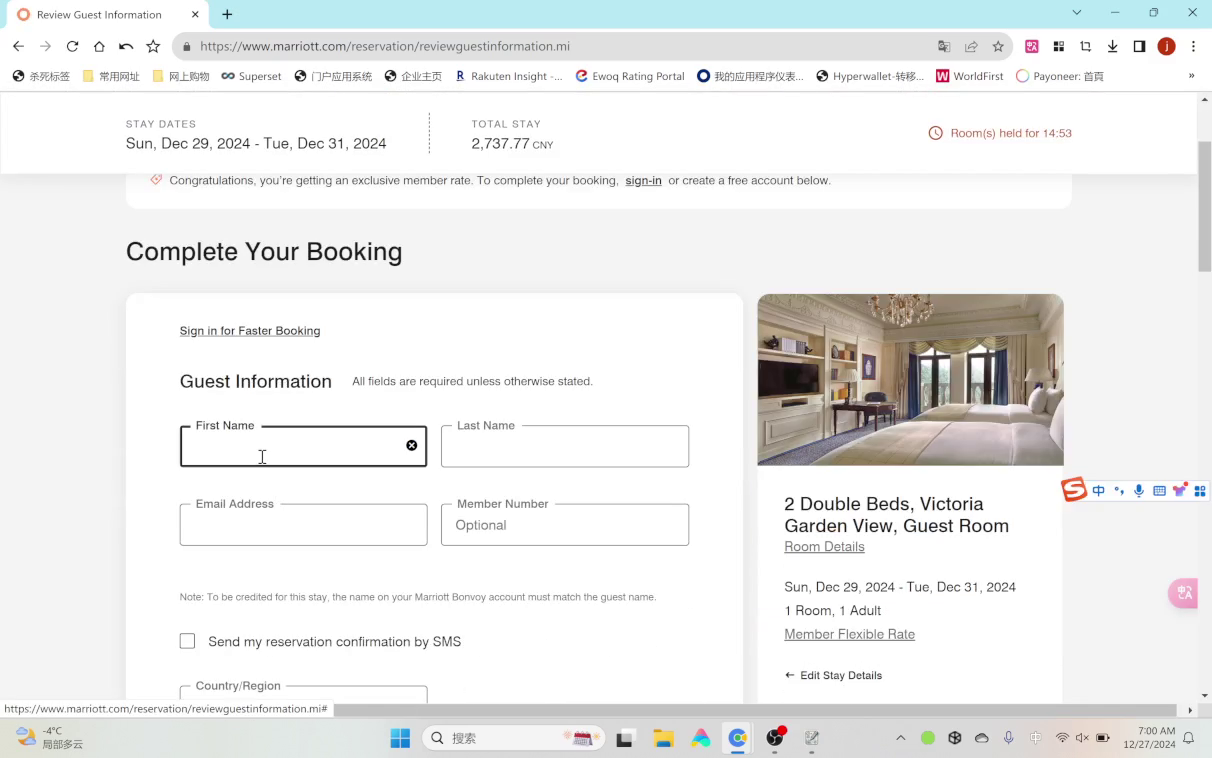 Review Guest Information
https://www.marriott.com/reservation/reviewguestinformation.mi
杀死标签 常用网址 网上购物 Superset 门户应用系统 企业主页 Rakuten Insight -... Ewoq Rating Portal 我的应用程序仪表... Hyperwallet-转移... WorldFirst Payoneer: 首頁 »
STAY DATES
Sun, Dec 29, 2024 - Tue, Dec 31, 2024
TOTAL STAY
2,737.77 CNY
Room(s) held for 14:53
Congratulations, you’re getting an exclusive member rate. To complete your booking, sign-in or create a free account below.
Complete Your Booking
Sign in for Faster Booking
Guest Information All fields are required unless otherwise stated.
First Name
Last Name
Email Address
Member Number
Optional
Note: To be credited for this stay, the name on your Marriott Bonvoy account must match the guest name.
Send my reservation confirmation by SMS
Country/Region
2 Double Beds, Victoria
Garden View, Guest Room
Room Details
Sun, Dec 29, 2024 - Tue, Dec 31, 2024
1 Room, 1 Adult
Member Flexible Rate
Edit Stay Details
中
https://www.marriott.com/reservation/reviewguestinformation.mi#
-4°C
局部多云
搜索
中
7:00 AM
12/27/2024